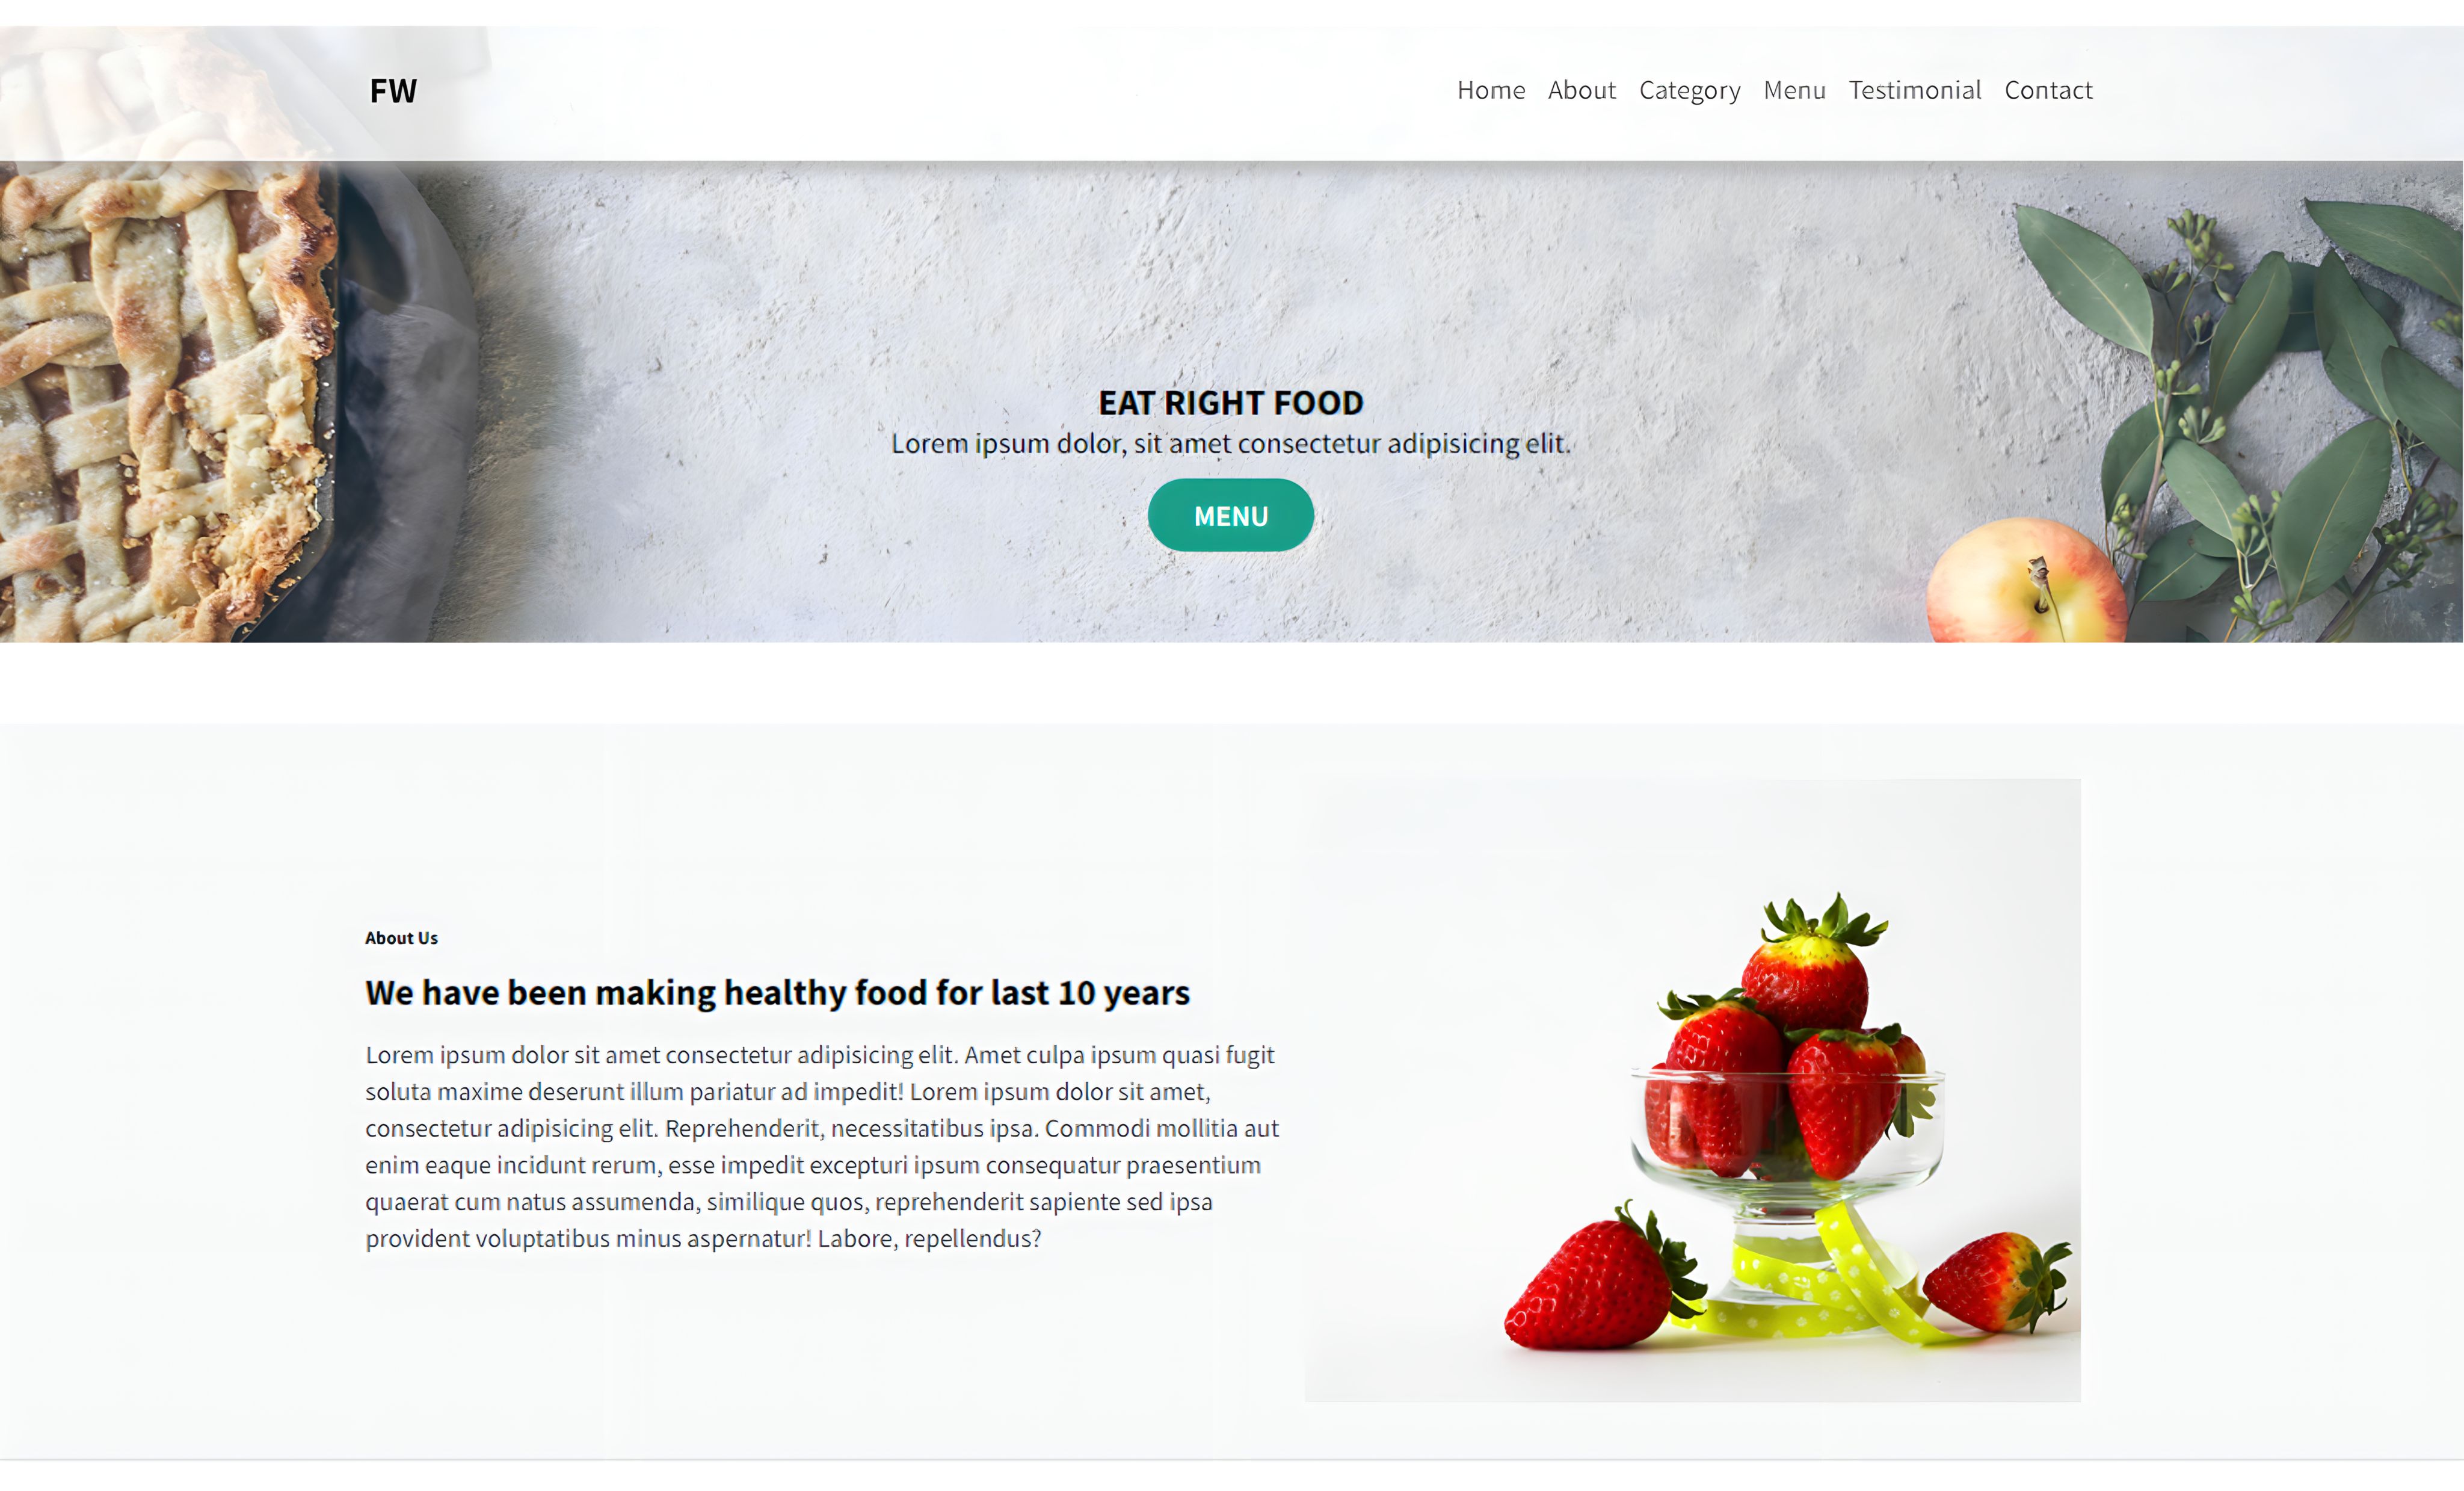 FW
Home About Category Menu Testimonial Contact
EAT RIGHT FOOD
Lorem ipsum dolor, sit amet consectetur adipisicing elit.
MENU
About Us
We have been making healthy food for last 10 years
Lorem ipsum dolor sit amet consectetur adipisicing elit. Amet culpa ipsum quasi fugit
soluta maxime deserunt illum pariatur ad impedit! Lorem ipsum dolor sit amet,
consectetur adipisicing elit. Reprehenderit, necessitatibus ipsa. Commodi mollitia aut
enim eaque incidunt rerum, esse impedit excepturi ipsum consequatur praesentium
quaerat cum natus assumenda, similique quos, reprehenderit sapiente sed ipsa
provident voluptatibus minus aspernatur! Labore, repellendus?